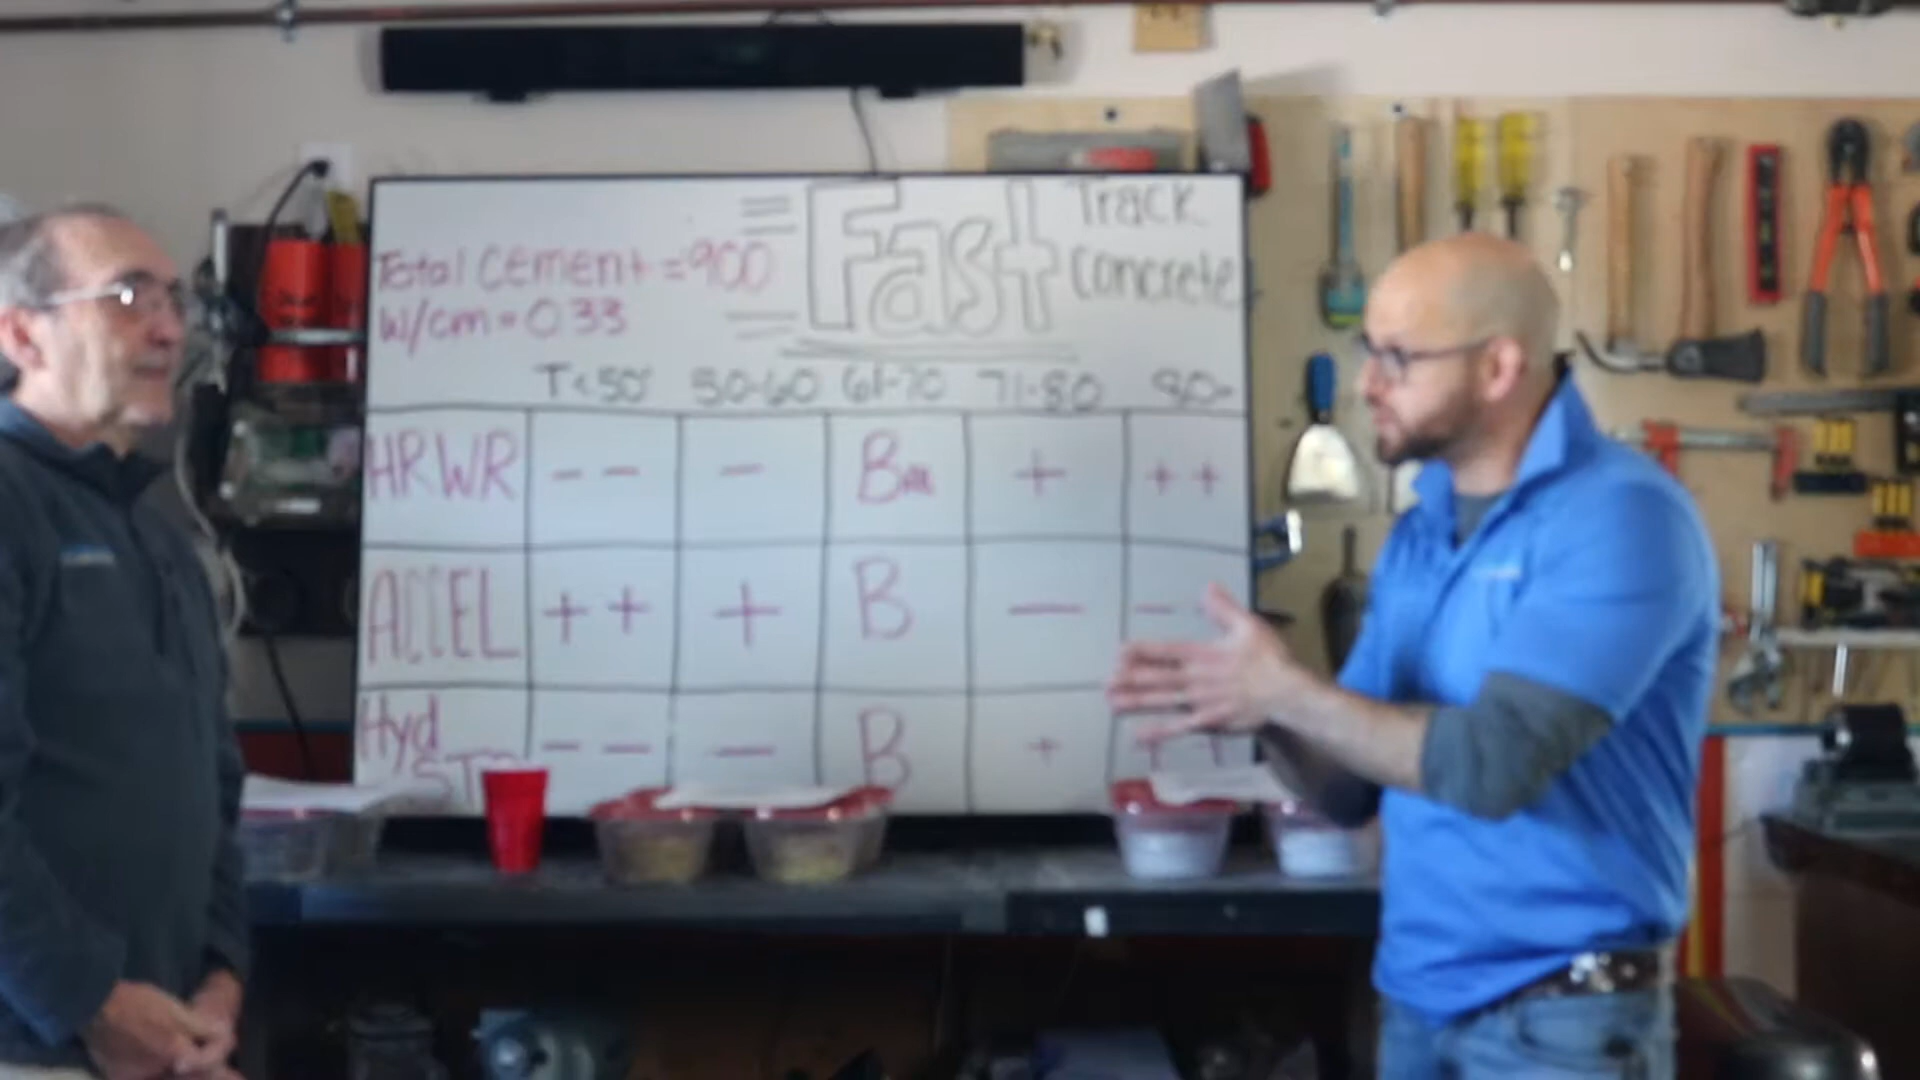 Fast Track
concrete
Total cement = 900
W/cm = 0.33
T<50° 50-60 61-70 71-80 80+
HRWR -- - B + ++
ACCEL ++ + B - -
Hyd -- - B + ++